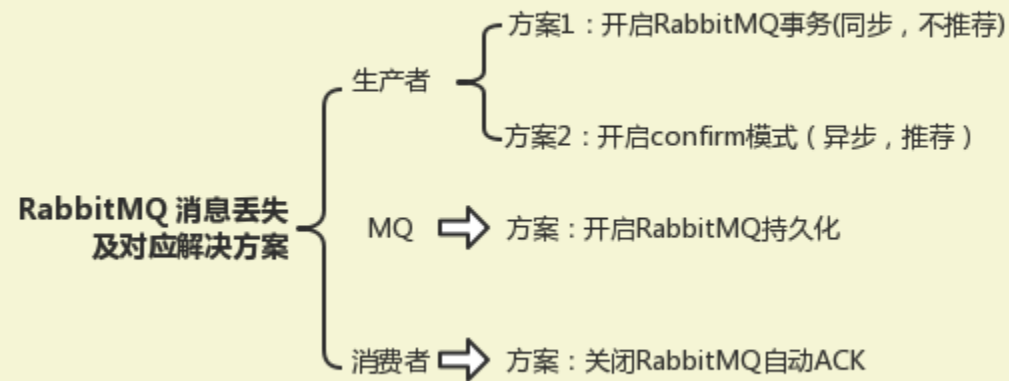 方案1：开启RabbitMQ事务(同步，不推荐)
生产者
方案2：开启confirm模式（异步，推荐）
RabbitMQ 消息丢失
及对应解决方案
MQ
方案：开启RabbitMQ持久化
消费者
方案：关闭RabbitMQ自动ACK